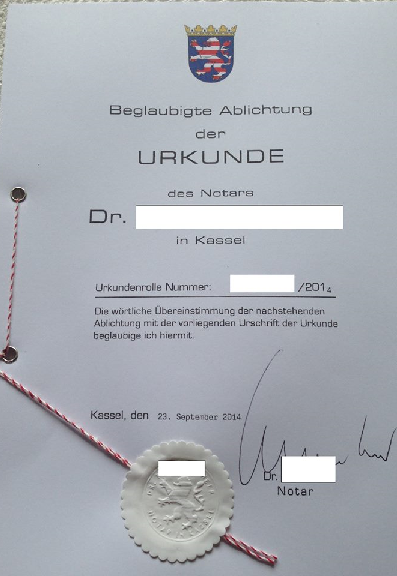 Beglaubigte Ablichtung
der
URKUNDE
des Notars
Dr.
in Kassel
Urkundenrolle Nummer: /2014
Die wörtliche Übereinstimmung der nachstehenden
Ablichtung mit der vorliegenden Urschrift der Urkunde
beglaubige ich hiermit.
Kassel, den 23. September 2014
Dr.
Notar